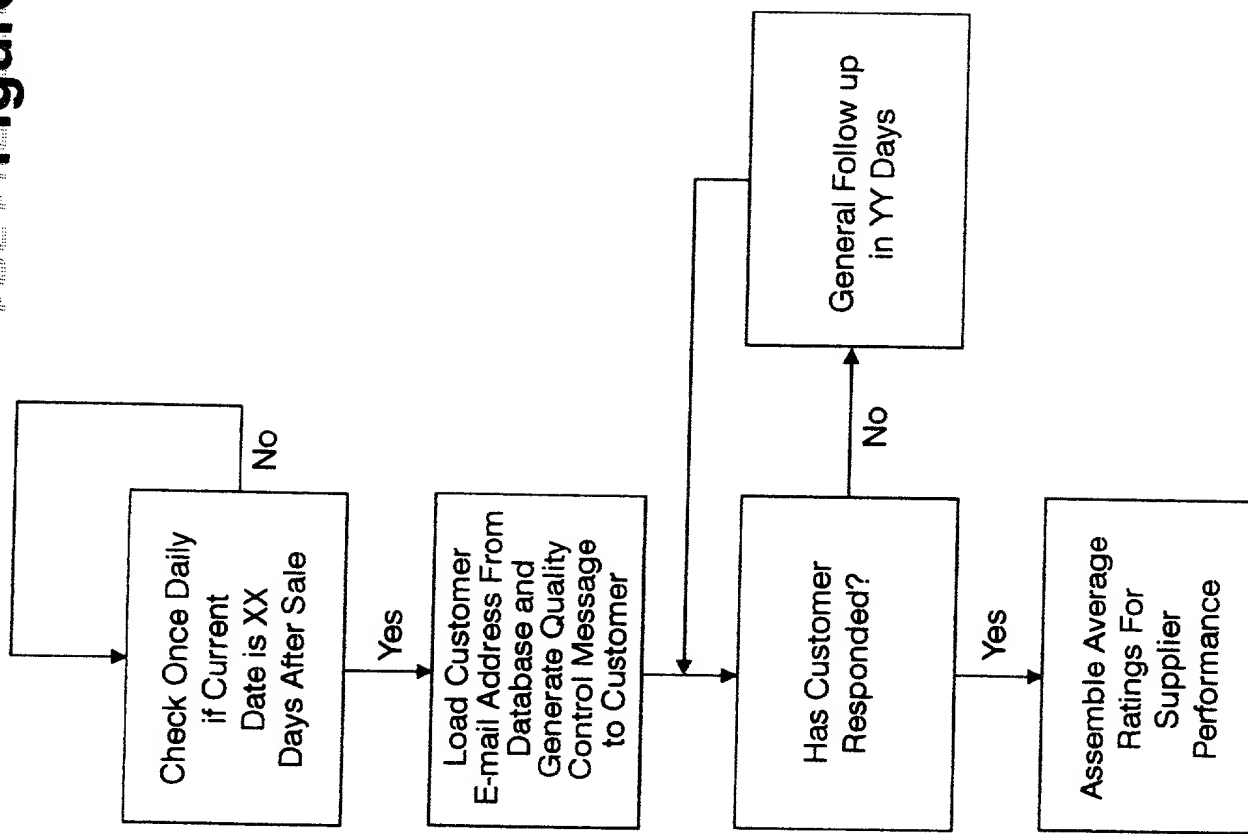 Check Once Daily
if Current
Date is XX
Days After Sale
No
Yes
Load Customer
E-mail Address From
Database and
Generate Quality
Control Message
to Customer
Has Customer
Responded?
No
General Follow up
in YY Days
Yes
Assemble Average
Ratings For
Supplier
Performance